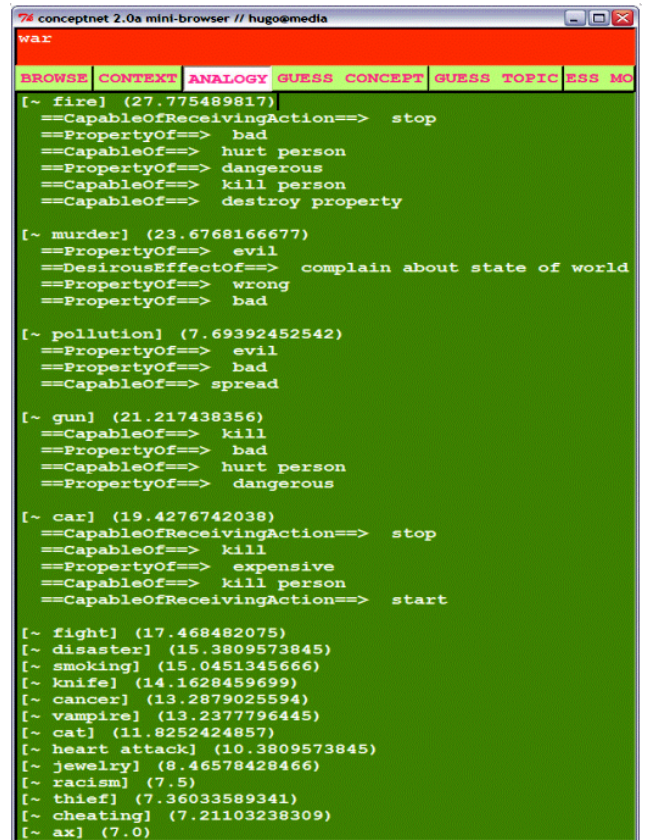 conceptnet 2.0a mini-browser // hugo@media
war
BROWSE CONTEXT ANALOGY GUESS CONCEPT GUESS TOPIC ESS MO
[~ fire] (27.775489817)
==CapableOfReceivingAction==> stop
==PropertyOf==> bad
==CapableOf==> hurt person
==PropertyOf==> dangerous
==CapableOf==> kill person
==CapableOf==> destroy property
[~ murder] (23.6768166677)
==PropertyOf==> evil
==DesirousEffectOf==> complain about state of world
==PropertyOf==> wrong
==PropertyOf==> bad
[~ pollution] (7.69392452542)
==PropertyOf==> evil
==PropertyOf==> bad
==CapableOf==> spread
[~ gun] (21.217438356)
==CapableOf==> kill
==PropertyOf==> bad
==CapableOf==> hurt person
==PropertyOf==> dangerous
[~ car] (19.4276742038)
==CapableOfReceivingAction==> stop
==CapableOf==> kill
==PropertyOf==> expensive
==CapableOf==> kill person
==CapableOfReceivingAction==> start
[~ fight] (17.468482075)
[~ disaster] (15.3809573845)
[~ smoking] (15.0451345666)
[~ knife] (14.1628459699)
[~ cancer] (13.2879025594)
[~ vampire] (13.2377796445)
[~ cat] (11.8252424857)
[~ heart attack] (10.3809573845)
[~ jewelry] (8.46578428466)
[~ racism] (7.5)
[~ thief] (7.36033589341)
[~ cheating] (7.21103238309)
[~ ax] (7.0)